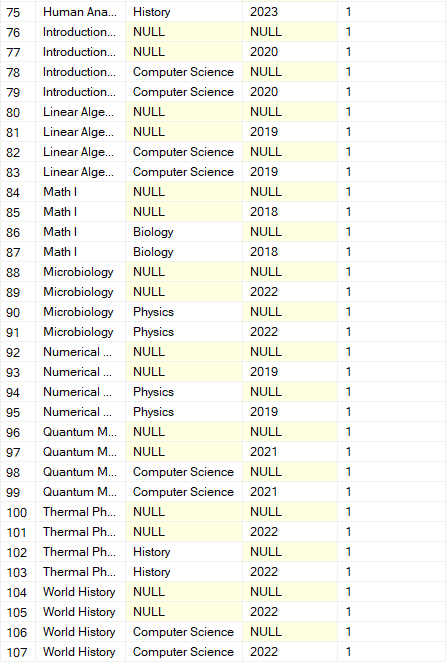 75 Human Ana... History 2023 1
76 Introduction... NULL NULL 1
77 Introduction... NULL 2020 1
78 Introduction... Computer Science NULL 1
79 Introduction... Computer Science 2020 1
80 Linear Alge... NULL NULL 1
81 Linear Alge... NULL 2019 1
82 Linear Alge... Computer Science NULL 1
83 Linear Alge... Computer Science 2019 1
84 Math I NULL NULL 1
85 Math I NULL 2018 1
86 Math I Biology NULL 1
87 Math I Biology 2018 1
88 Microbiology NULL NULL 1
89 Microbiology NULL 2022 1
90 Microbiology Physics NULL 1
91 Microbiology Physics 2022 1
92 Numerical ... NULL NULL 1
93 Numerical ... NULL 2019 1
94 Numerical ... Physics NULL 1
95 Numerical ... Physics 2019 1
96 Quantum M... NULL NULL 1
97 Quantum M... NULL 2021 1
98 Quantum M... Computer Science NULL 1
99 Quantum M... Computer Science 2021 1
100 Thermal Ph... NULL NULL 1
101 Thermal Ph... NULL 2022 1
102 Thermal Ph... History NULL 1
103 Thermal Ph... History 2022 1
104 World History NULL NULL 1
105 World History NULL 2022 1
106 World History Computer Science NULL 1
107 World History Computer Science 2022 1